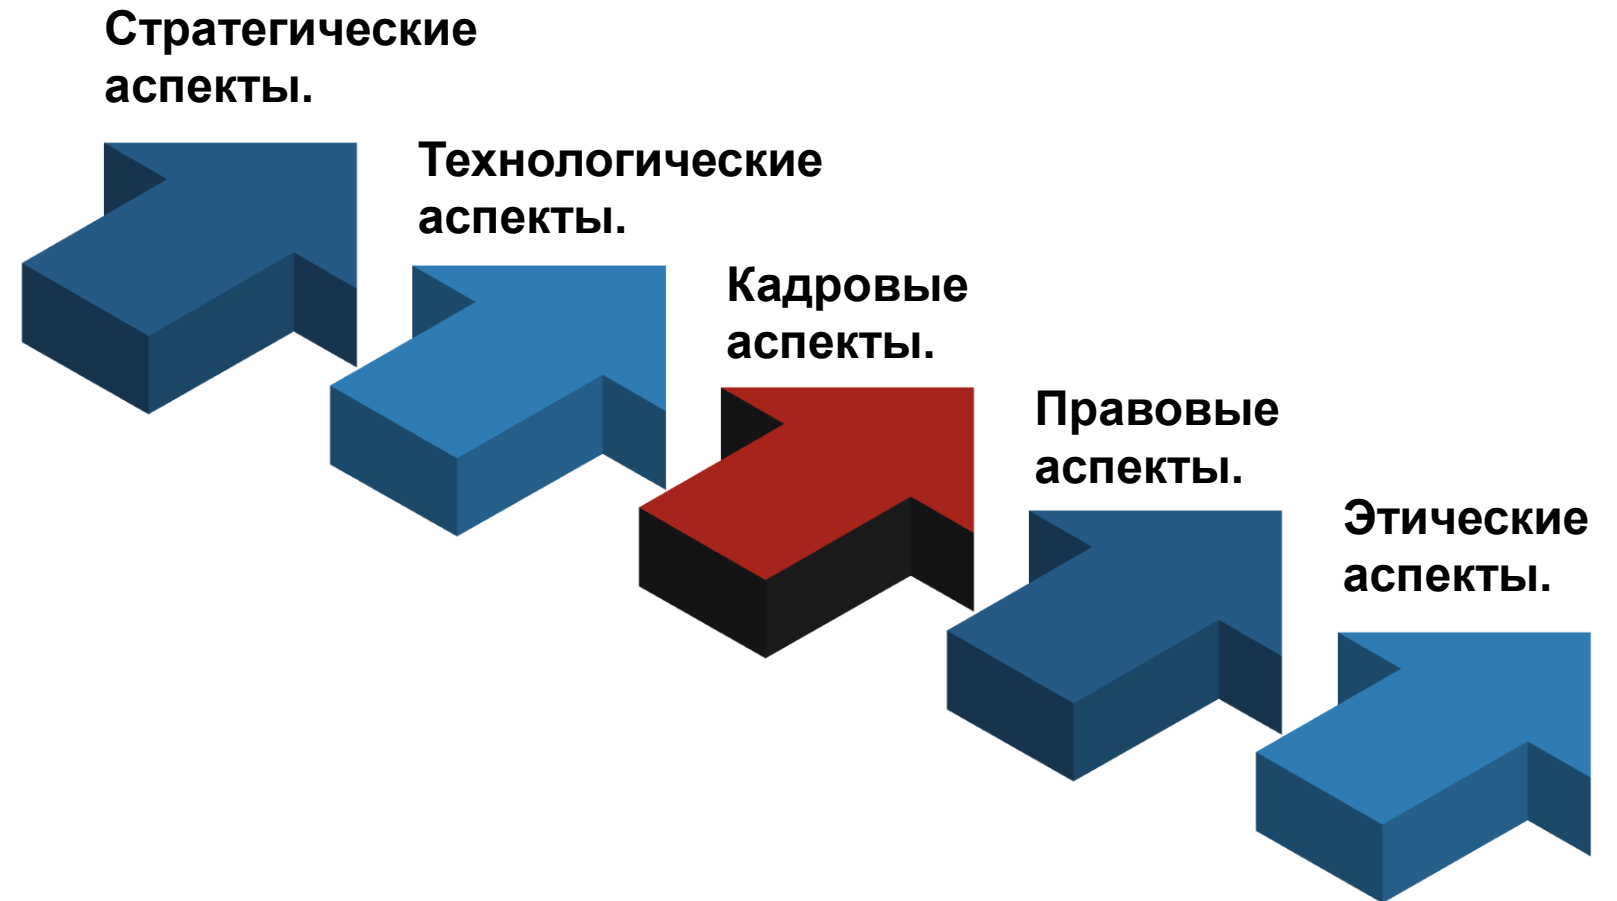 Стратегические
аспекты.
Технологические
аспекты.
Кадровые
аспекты.
Правовые
аспекты.
Этические
аспекты.